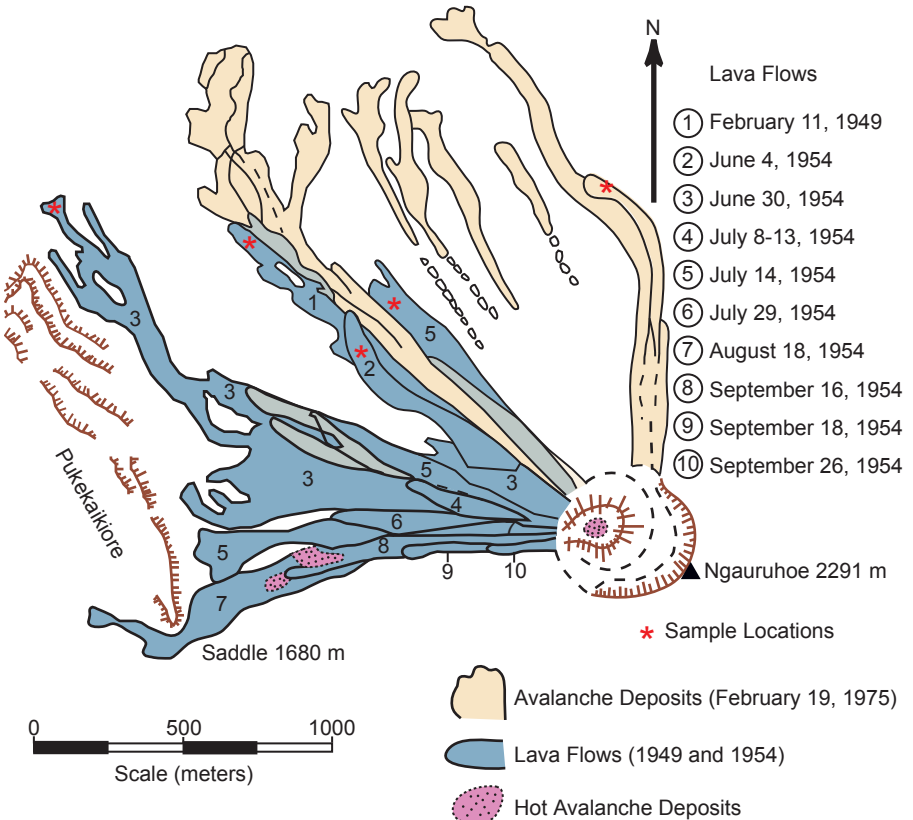 N
Lava Flows
1 February 11, 1949
2 June 4, 1954
3 June 30, 1954
4 July 8-13, 1954
5 July 14, 1954
6 July 29, 1954
7 August 18, 1954
8 September 16, 1954
9 September 18, 1954
10 September 26, 1954
3
1
5
2
3
5
3
3
4
6
7
5
8
9
10
7
Pukekaikiore
Ngauruhoe 2291 m
* Sample Locations
Saddle 1680 m
Avalanche Deposits (February 19, 1975)
0 500 1000
Scale (meters)
Lava Flows (1949 and 1954)
Hot Avalanche Deposits